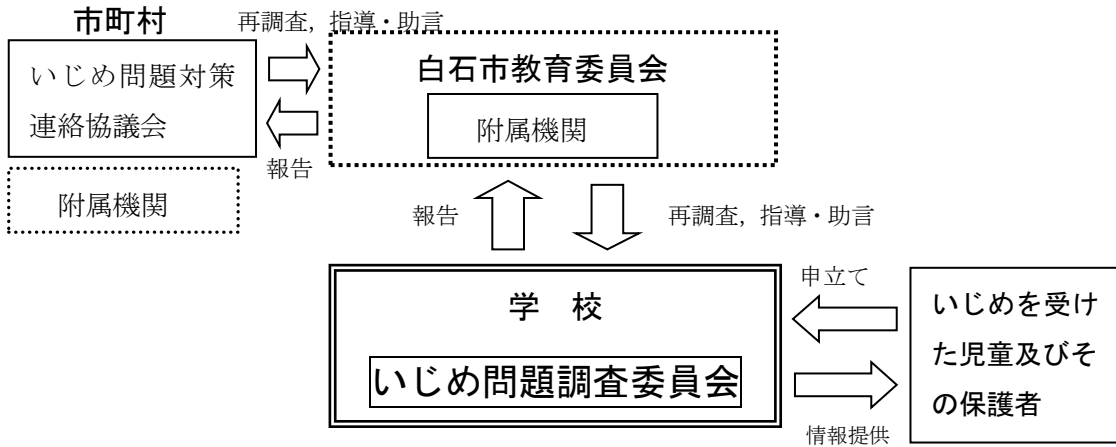 市町村
再調査，指導・助言
いじめ問題対策
連絡協議会
白石市教育委員会
附属機関
報告
附属機関
報告
再調査，指導・助言
学　校
いじめ問題調査委員会
申立て
いじめを受け
た児童及びそ
の保護者
情報提供